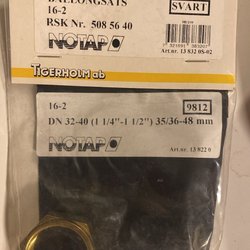 BALLONGSATS
16-2
SVART
RSK Nr. 508 56 40
NOTAP
Art.nr 13 832 0S-02
TIGERHOLM ab
16-2
9812
DN 32-40 (1 1/4"-1 1/2") 35/36-48 mm
NOTAP
Art.nr. 13 822 0